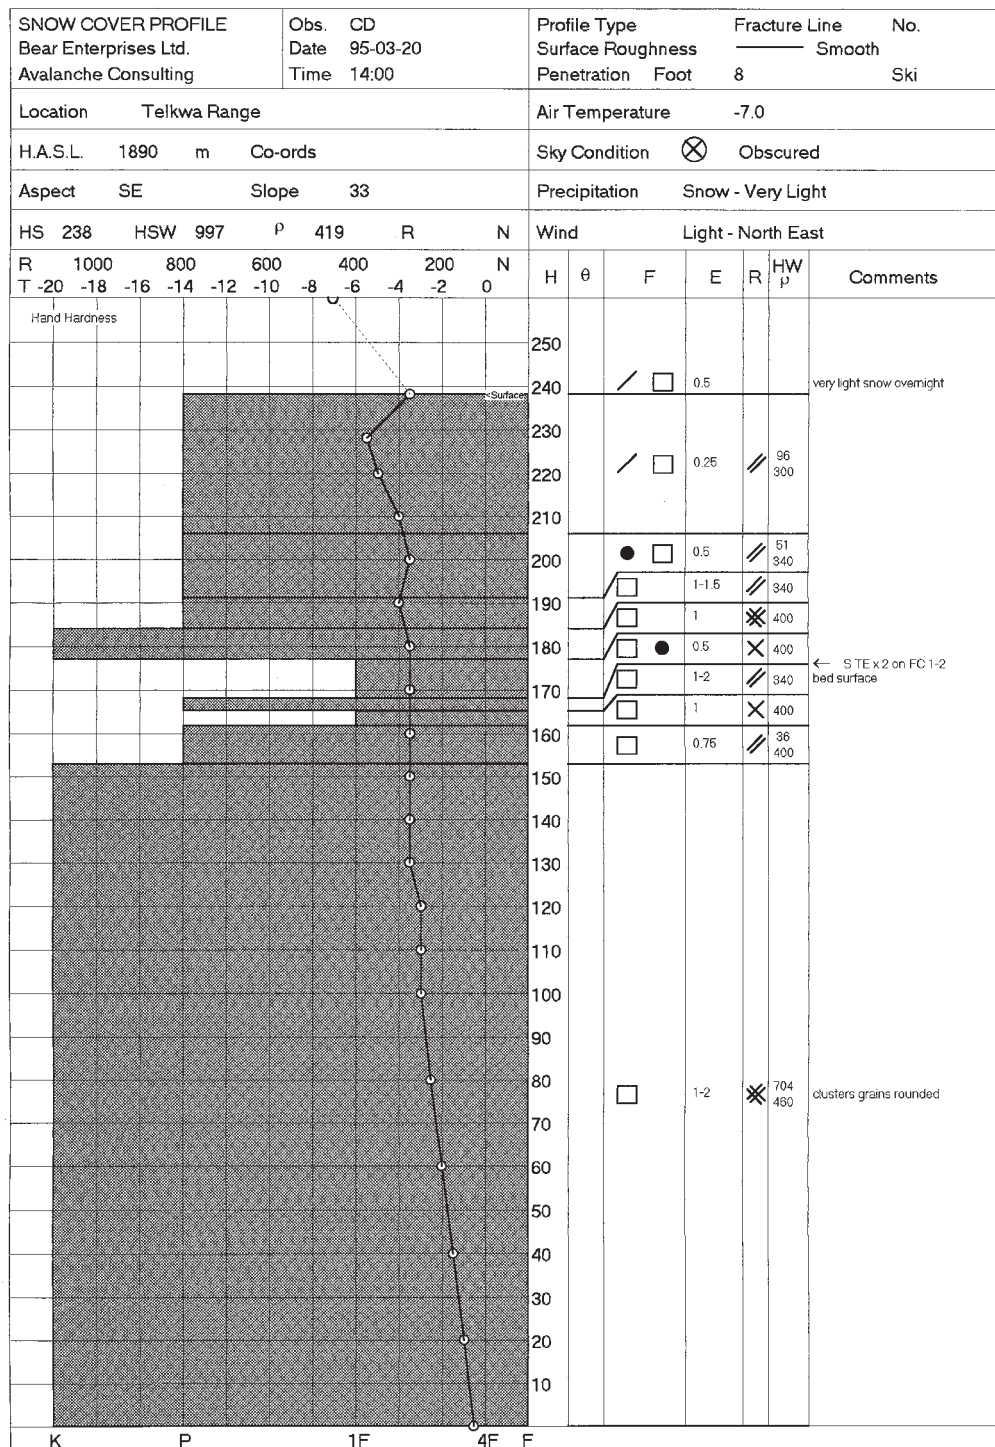 SNOW COVER PROFILE Obs. CD Profile Type Fracture Line No.
Bear Enterprises Ltd. Date 95-03-20 Surface Roughness Smooth
Avalanche Consulting Time 14:00 Penetration Foot 8 Ski
Location Telkwa Range Air Temperature -7.0
H.A.S.L. 1890 m Co-ords Sky Condition Obscured
Aspect SE Slope 33 Precipitation Snow - Very Light
HS 238 HSW 997 ρ 419 R N Wind Light - North East
R 1000 800 600 400 200 N
T -20 -18 -16 -14 -12 -10 -8 -6 -4 -2 0
H θ F E R HW ρ Comments
Hand Hardness
250
240 0.5 very light snow overnight
<Surface
230
220 0.25 96 300
210
200 0.5 51 340
1-1.5 340
190
1 400
180 0.5 400
← S TE x 2 on FC 1-2
bed surface
170 1-2 340
1 400
160 0.75 36 400
150
140
130
120
110
100
90
80 1-2 704 460 clusters grains rounded
70
60
50
40
30
20
10
K P 1F 4F F